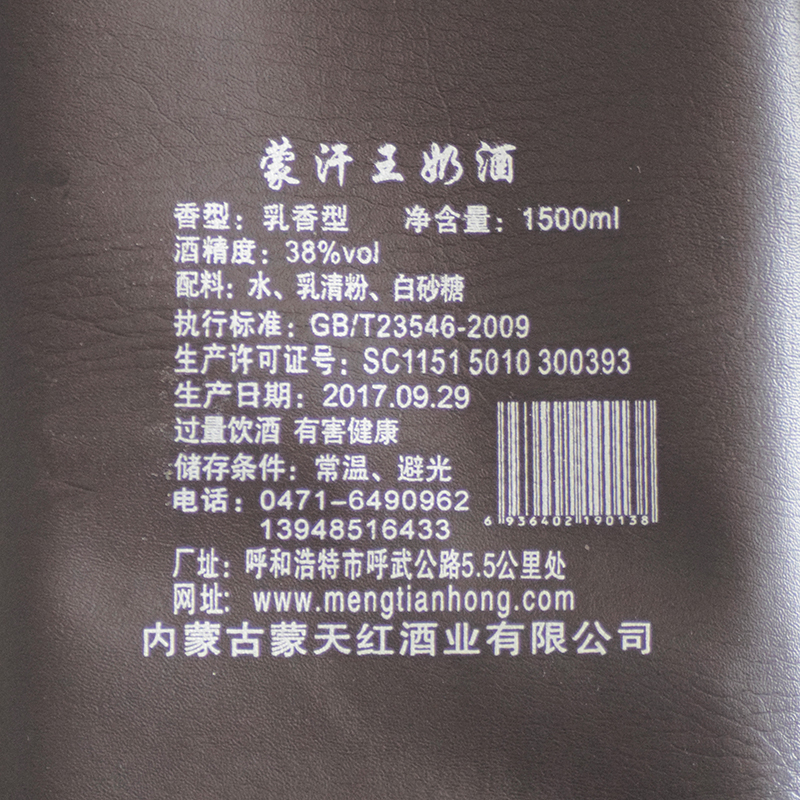 蒙汗王奶酒
香型：乳香型 净含量：1500ml
酒精度：38%vol
配料：水、乳清粉、白砂糖
执行标准：GB/T23546-2009
生产许可证号：SC1151 5010 300393
生产日期：2017.09.29
过量饮酒 有害健康
储存条件：常温、避光
电话：0471-6490962
13948516433
6 936402 190138
厂址：呼和浩特市呼武公路5.5公里处
网址：www.mengtianhong.com
内蒙古蒙天红酒业有限公司